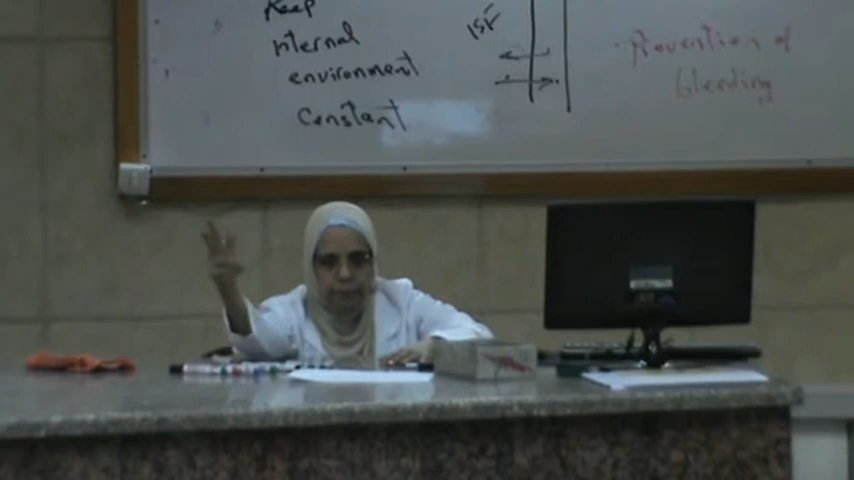 Keep
internal
environment
Constant
ISF
Prevention of
bleeding